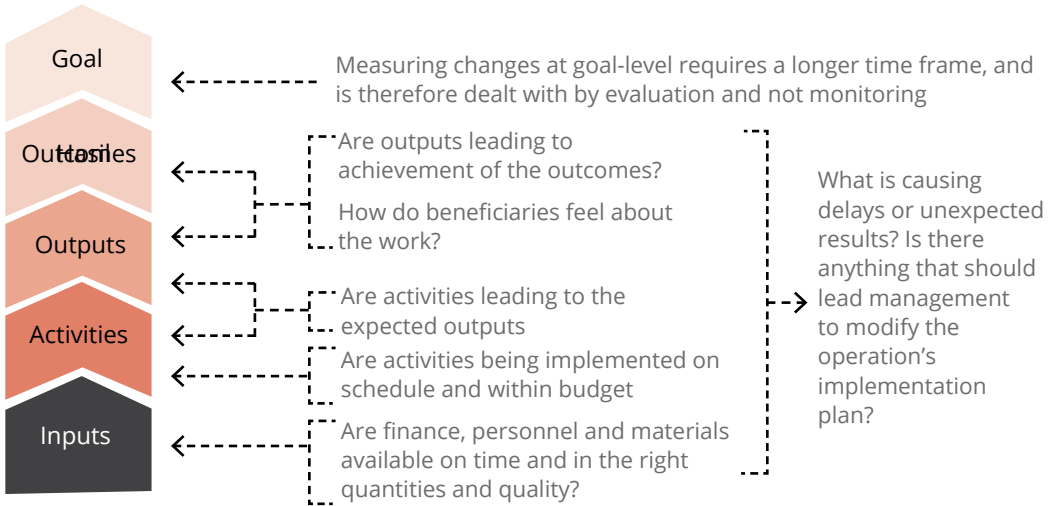 Goal
Measuring changes at goal-level requires a longer time frame, and
is therefore dealt with by evaluation and not monitoring
Outcomes
Hasil
Are outputs leading to
achievement of the outcomes?
How do beneficiaries feel about
the work?
Outputs
Are activities leading to the
expected outputs
Activities
Are activities being implemented on
schedule and within budget
Inputs
Are finance, personnel and materials
available on time and in the right
quantities and quality?
What is causing
delays or unexpected
results? Is there
anything that should
lead management
to modify the
operation’s
implementation
plan?